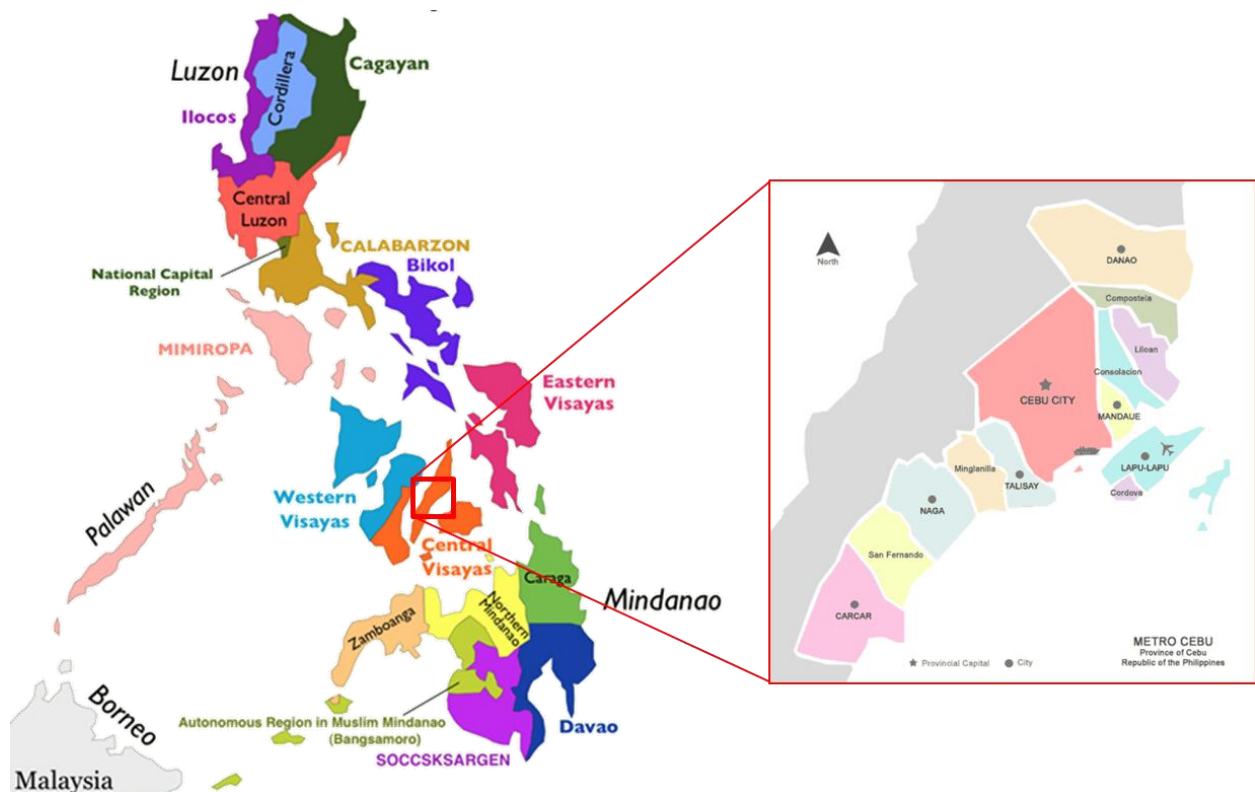 Luzon
Cagayan
Cordillera
Ilocos
Central
Luzon
CALABARZON
Bikol
National Capital
Region
MIMIROPA
Eastern
Visayas
Palawan
Western
Visayas
Central
Visayas
Caraga
Mindanao
Northern
Mindanao
Zamboanga
Borneo
Autonomous Region in Muslim Mindanao
(Bangsamoro)
Davao
SOCCSKSARGEN
Malaysia
North
DANAO
Compostela
Liloan
Consolacion
CEBU CITY
MANDAUE
LAPU-LAPU
Cordova
Minglanilla
TALISAY
NAGA
San Fernando
CARCAR
METRO CEBU
Province of Cebu
Republic of the Philippines
Provincial Capital
City